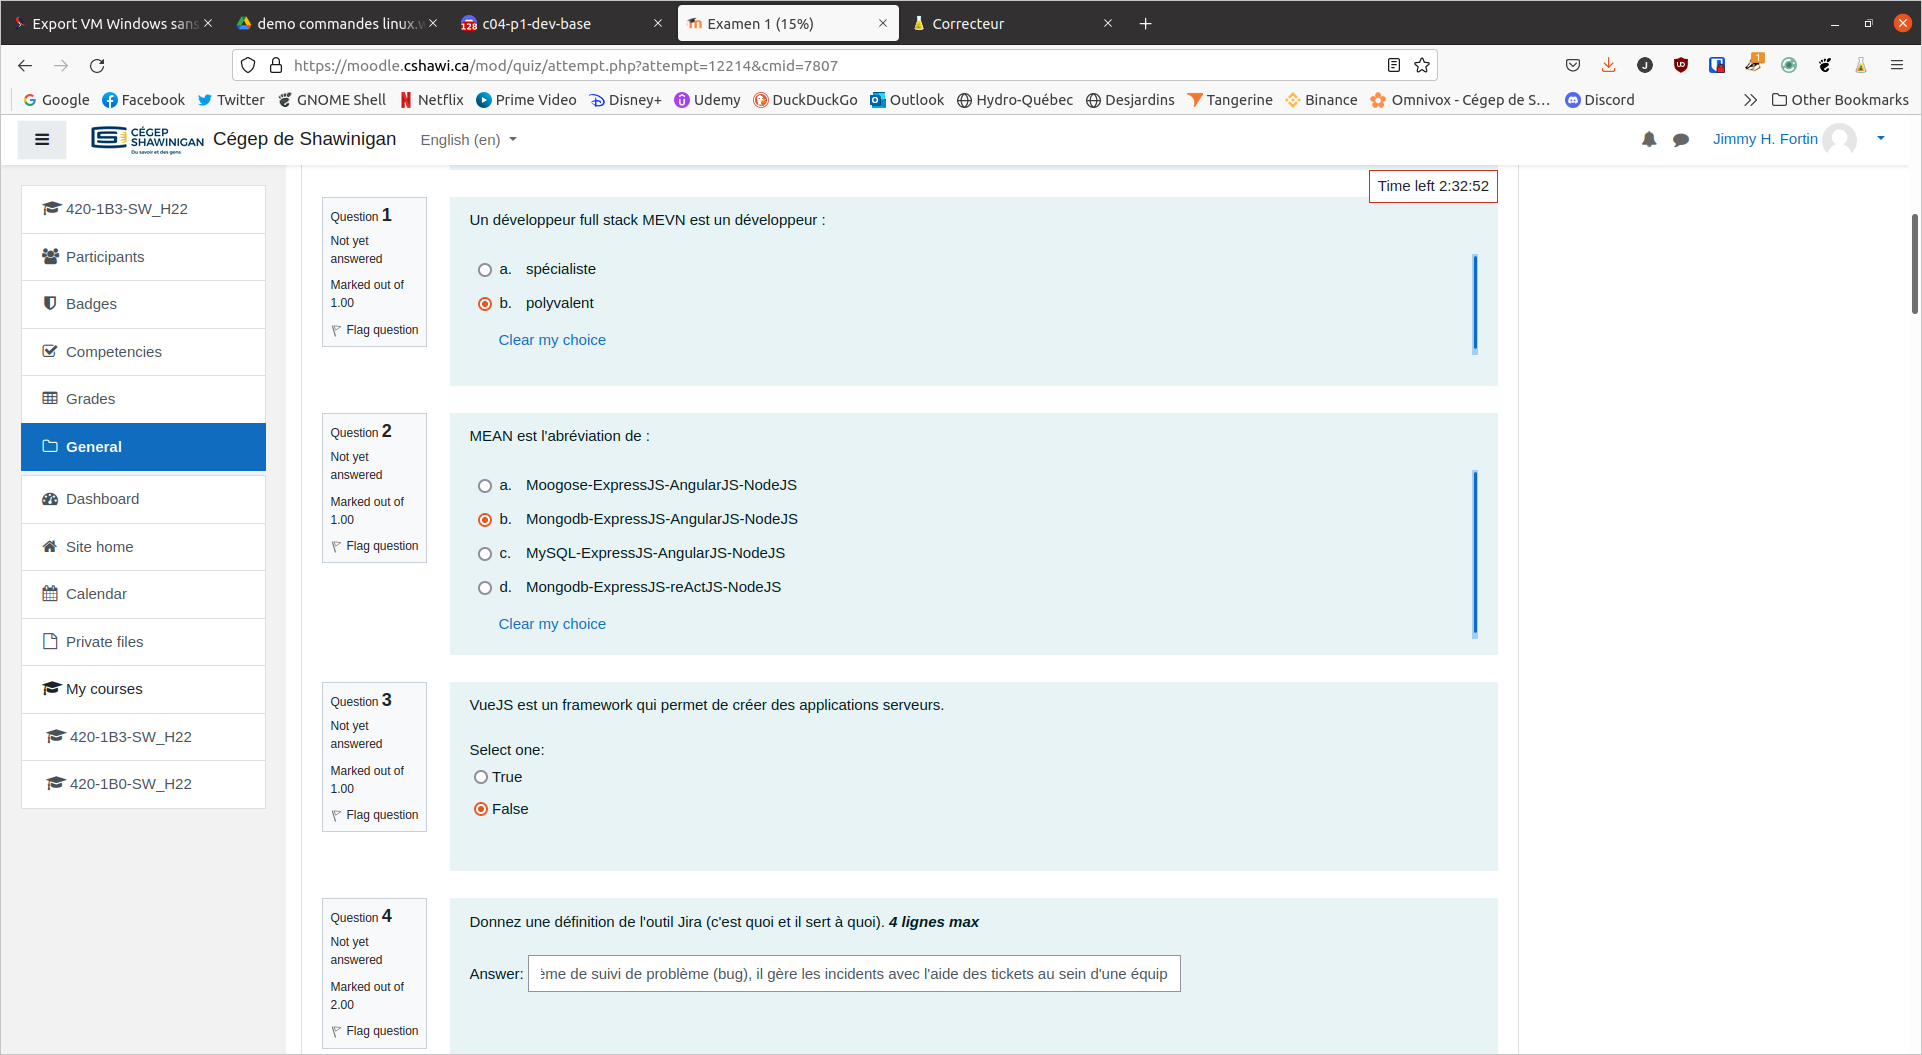 Export VM Windows sans
demo commandes linux.
c04-p1-dev-base
Examen 1 (15%)
Correcteur
https://moodle.cshawi.ca/mod/quiz/attempt.php?attempt=12214&cmid=7807
Google
Facebook
Twitter
GNOME Shell
Netflix
Prime Video
Disney+
Udemy
DuckDuckGo
Outlook
Hydro-Québec
Desjardins
Tangerine
Binance
Omnivox - Cégep de S…
Discord
Other Bookmarks
CÉGEP
SHAWINIGAN
Du savoir et des gens
Cégep de Shawinigan
English (en)
Jimmy H. Fortin
420-1B3-SW_H22
Participants
Badges
Competencies
Grades
General
Dashboard
Site home
Calendar
Private files
My courses
420-1B3-SW_H22
420-1B0-SW_H22
Time left 2:32:52
Question 1
Not yet
answered
Marked out of
1.00
Flag question
Un développeur full stack MEVN est un développeur :
a. spécialiste
b. polyvalent
Clear my choice
Question 2
Not yet
answered
Marked out of
1.00
Flag question
MEAN est l'abréviation de :
a. Moogose-ExpressJS-AngularJS-NodeJS
b. Mongodb-ExpressJS-AngularJS-NodeJS
c. MySQL-ExpressJS-AngularJS-NodeJS
d. Mongodb-ExpressJS-reActJS-NodeJS
Clear my choice
Question 3
Not yet
answered
Marked out of
1.00
Flag question
VueJS est un framework qui permet de créer des applications serveurs.
Select one:
True
False
Question 4
Not yet
answered
Marked out of
2.00
Flag question
Donnez une définition de l'outil Jira (c'est quoi et il sert à quoi). 4 lignes max
Answer: ème de suivi de problème (bug), il gère les incidents avec l'aide des tickets au sein d'une équip